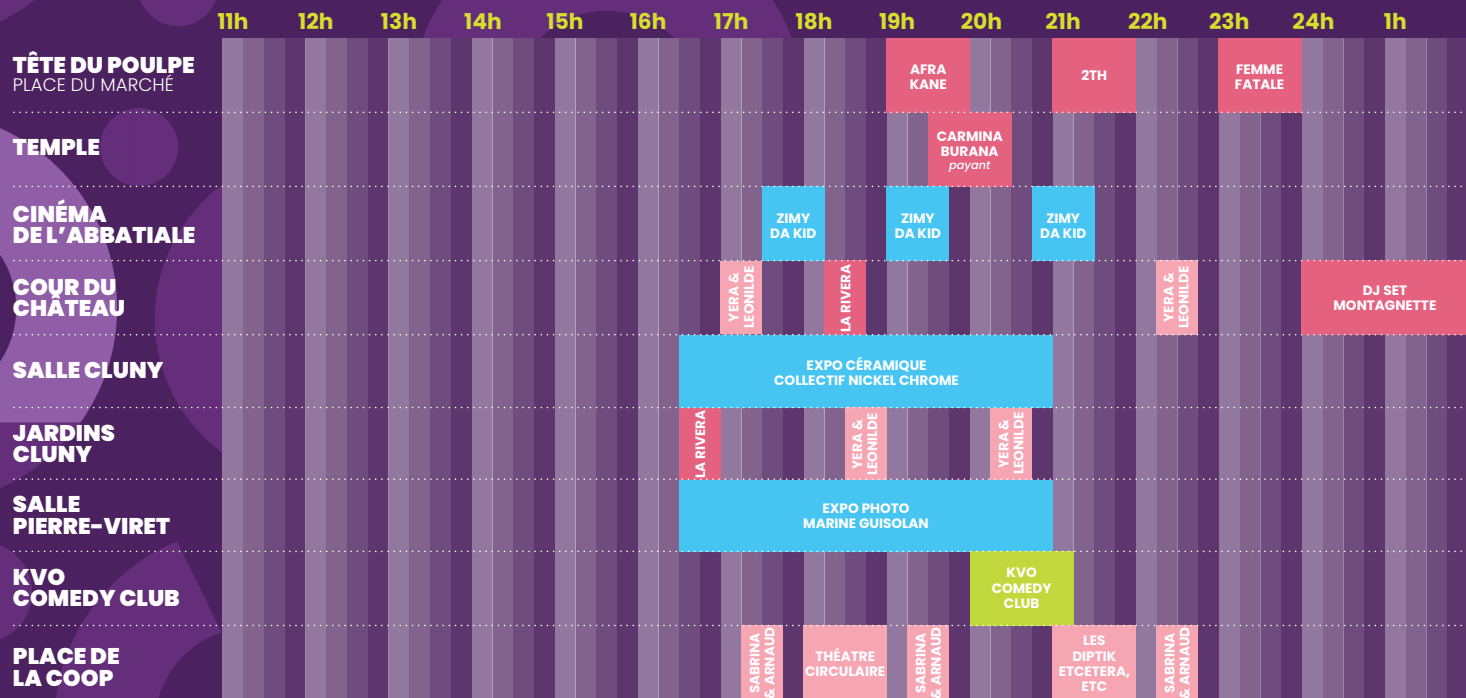 11h 12h 13h 14h 15h 16h 17h 18h 19h 20h 21h 22h 23h 24h 1h
TÊTE DU POULPE
PLACE DU MARCHÉ
AFRA
KANE
2TH
FEMME
FATALE
TEMPLE
CARMINA
BURANA
payant
CINÉMA
DE L'ABBATIALE
ZIMY
DA KID
ZIMY
DA KID
ZIMY
DA KID
COUR DU
CHÂTEAU
YERA &
LEONILDE
LA RIVERA
YERA &
LEONILDE
DJ SET
MONTAGNETTE
SALLE CLUNY
EXPO CÉRAMIQUE
COLLECTIF NICKEL CHROME
JARDINS
CLUNY
LA RIVERA
YERA &
LEONILDE
YERA &
LEONILDE
SALLE
PIERRE-VIRET
EXPO PHOTO
MARINE GUISOLAN
KVO
COMEDY CLUB
KVO
COMEDY
CLUB
PLACE DE
LA COOP
SABRINA
& ARNAUD
THÉATRE
CIRCULAIRE
SABRINA
& ARNAUD
LES
DIPTIK
ETCETERA,
ETC
SABRINA
& ARNAUD